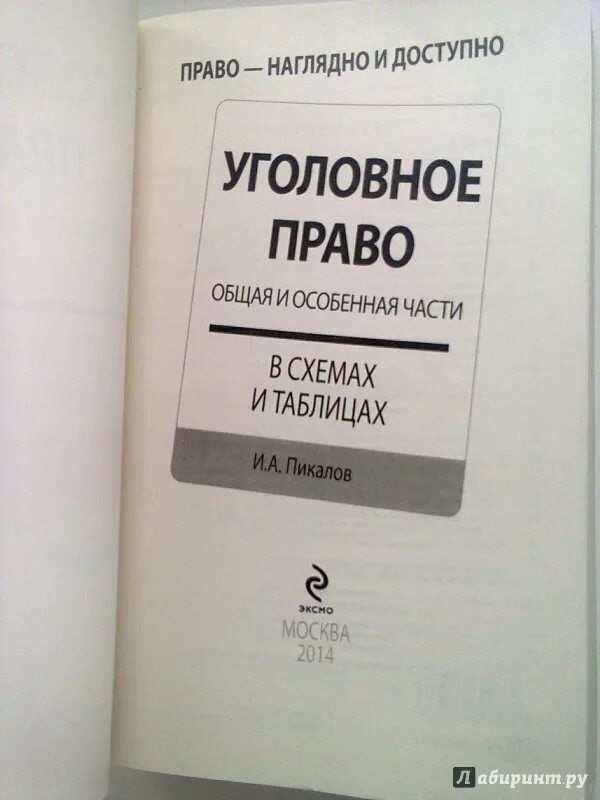 ПРАВО — НАГЛЯДНО И ДОСТУПНО
УГОЛОВНОЕ
ПРАВО
ОБЩАЯ И ОСОБЕННАЯ ЧАСТИ
В СХЕМАХ
И ТАБЛИЦАХ
И.А. Пикалов
ЭКСМО
МОСКВА
2014
Лабиринт.ру